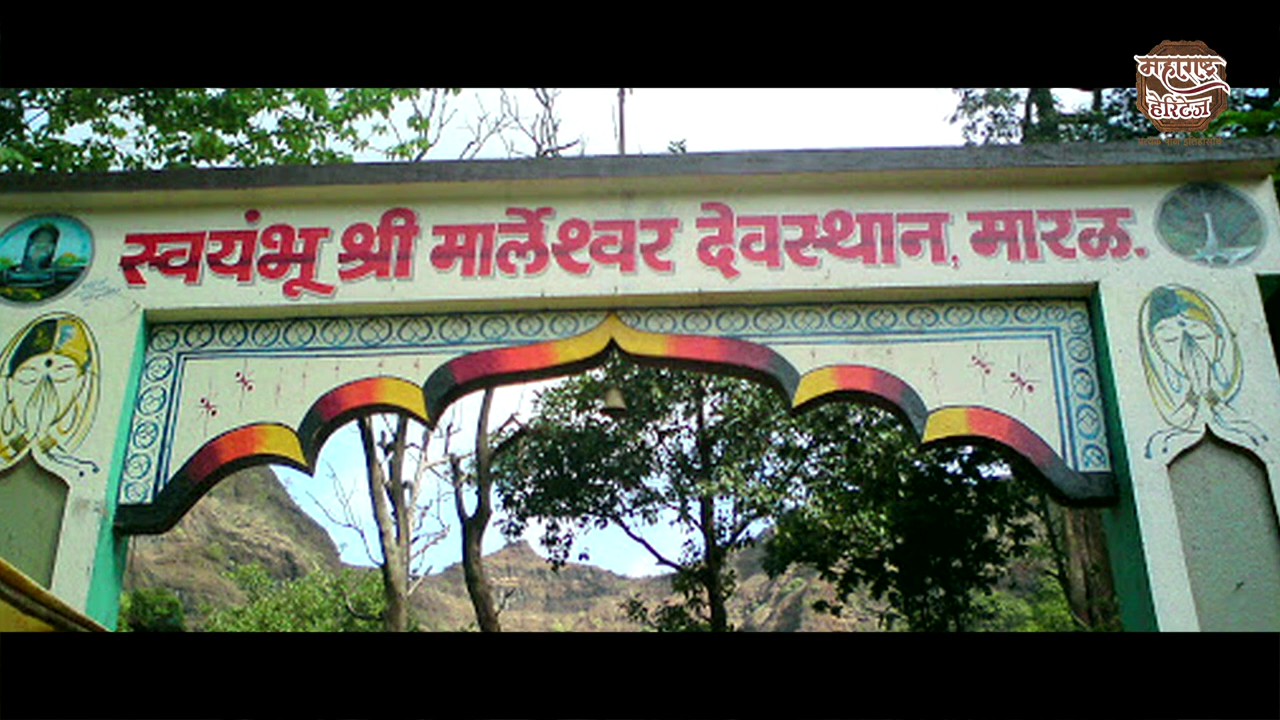 महाराष्ट्र
हेरिटेज
स्वयंभू श्री मार्लेश्वर देवस्थान, मारळ.